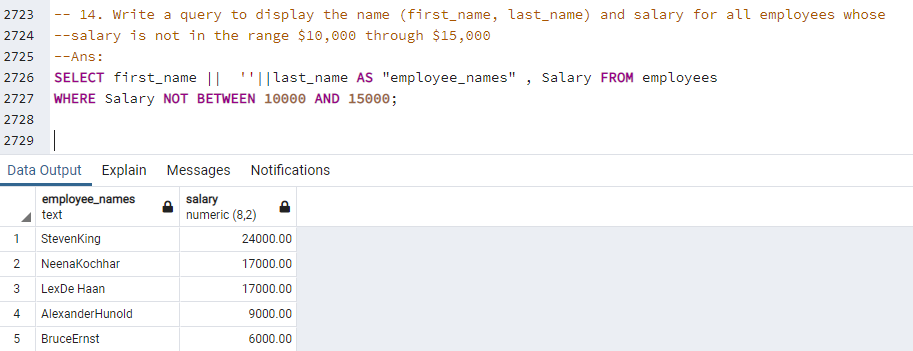 2723 -- 14. Write a query to display the name (first_name, last_name) and salary for all employees whose
2724 --salary is not in the range $10,000 through $15,000
2725 --Ans:
2726 SELECT first_name ||  ''||last_name AS "employee_names" , Salary FROM employees
2727 WHERE Salary NOT BETWEEN 10000 AND 15000;
2728
2729
Data Output Explain Messages Notifications
employee_names salary
text numeric (8,2)
1 StevenKing 24000.00
2 NeenaKochhar 17000.00
3 LexDe Haan 17000.00
4 AlexanderHunold 9000.00
5 BruceErnst 6000.00